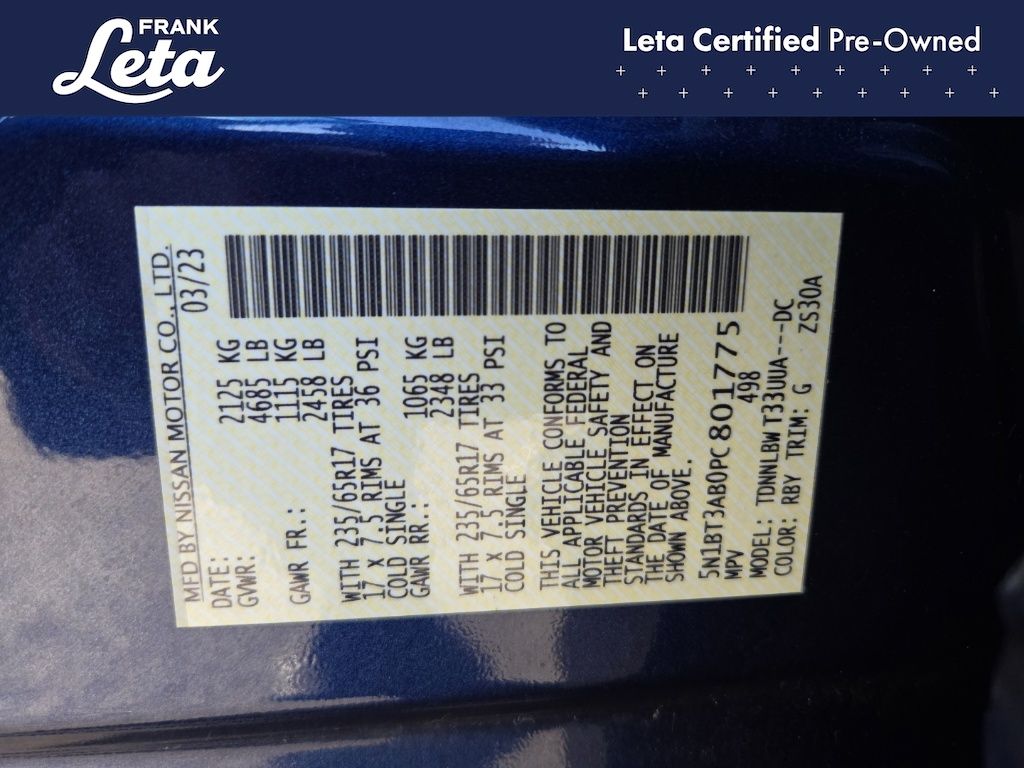 FRANK
Leta
Leta Certified Pre-Owned
MFD BY NISSAN MOTOR CO., LTD.
DATE: 03/23
GVWR: 2125 KG
4685 LB
GAWR FR.: 1115 KG
2458 LB
WITH 235/65R17 TIRES
17 X 7.5 RIMS AT 36 PSI
COLD SINGLE
GAWR RR.: 1065 KG
2348 LB
WITH 235/65R17 TIRES
17 X 7.5 RIMS AT 33 PSI
COLD SINGLE
THIS VEHICLE CONFORMS TO
ALL APPLICABLE FEDERAL
MOTOR VEHICLE SAFETY AND
THEFT PREVENTION
STANDARDS IN EFFECT ON
THE DATE OF MANUFACTURE
SHOWN ABOVE.
5N1BT3AB0PC801775
MPV 498
MODEL: TDNNLBWT33UUA---DC
COLOR: RBY TRIM: G ZS30A